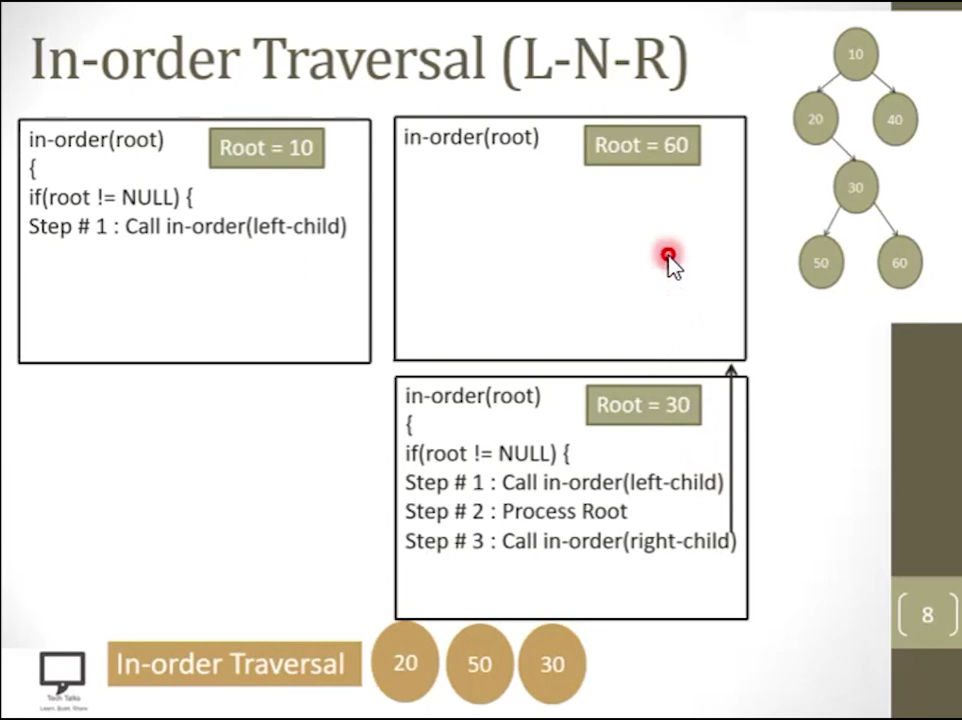 In-order Traversal (L-N-R)
in-order(root)
Root = 10
{
if(root != NULL) {
Step # 1 : Call in-order(left-child)
in-order(root)
Root = 60
in-order(root)
Root = 30
{
if(root != NULL) {
Step # 1 : Call in-order(left-child)
Step # 2 : Process Root
Step # 3 : Call in-order(right-child)
10
20
40
30
50
60
8
In-order Traversal
20
50
30
Tech Talks
Learn. Build. Share.